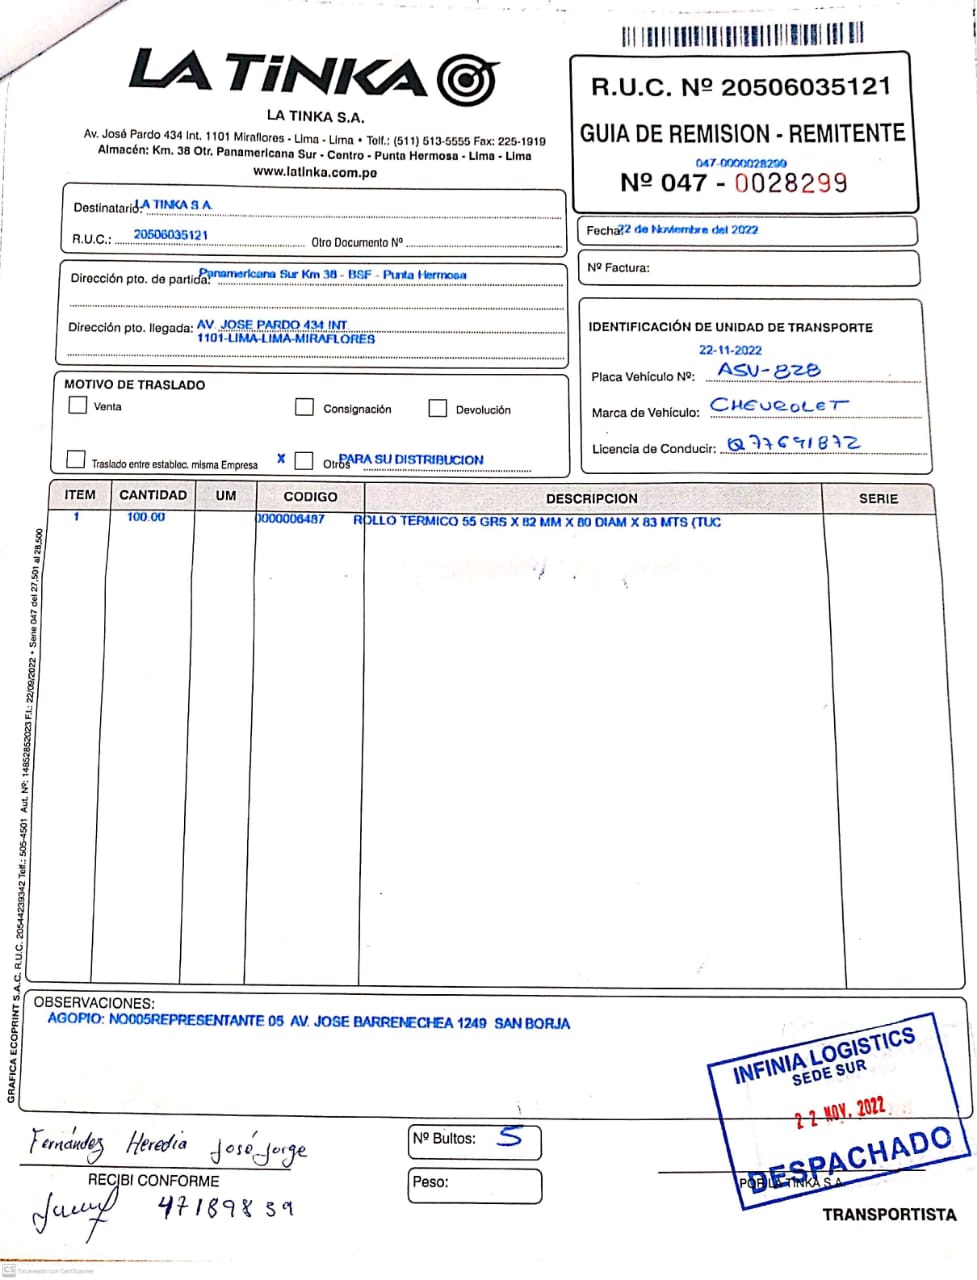 LA TINKA
LA TINKA S.A.
Av. José Pardo 434 Int. 1101 Miraflores - Lima - Lima • Telf.: (511) 513-5555 Fax: 225-1919
Almacén: Km. 38 Otr. Panamericana Sur - Centro - Punta Hermosa - Lima - Lima
www.latinka.com.pe
R.U.C. Nº 20506035121
GUIA DE REMISION - REMITENTE
047-0000028299
Nº 047 - 0028299
Destinatario: LA TINKA S A
R.U.C.: 20506035121 Otro Documento Nº
Fecha: 22 de Noviembre del 2022
Nº Factura:
Dirección pto. de partida: Panamericana Sur Km 38 - BSF - Punta Hermosa
Dirección pto. llegada: AV. JOSE PARDO 434 INT
1101-LIMA-LIMA-MIRAFLORES
IDENTIFICACIÓN DE UNIDAD DE TRANSPORTE
22-11-2022
Placa Vehículo Nº: ASU-828
Marca de Vehículo: CHEVROLET
Licencia de Conducir: Q77691872
MOTIVO DE TRASLADO
Venta Consignación Devolución
Traslado entre establec. misma Empresa X Otros PARA SU DISTRIBUCION
ITEM CANTIDAD UM CODIGO DESCRIPCION SERIE
1 100.00 0000006487 ROLLO TERMICO 55 GRS X 82 MM X 80 DIAM X 83 MTS (TUC
GRAFICA ECOPRINT S.A.C. R.U.C. 20544239342 Telf.: 505-4501 Aut. Nº: 14852852023 F.I.: 22/09/2022 • Serie 047 del 27,501 al 28,500
OBSERVACIONES:
AGOPIO: NO005REPRESENTANTE 05 AV. JOSE BARRENECHEA 1249 SAN BORJA
INFINIA LOGISTICS
SEDE SUR
22 NOV. 2022
DESPACHADO
Fernández Heredia José Jorge
RECIBI CONFORME
47189839
Nº Bultos: 5
Peso:
POR LA TINKA S.A.
TRANSPORTISTA
CS Escaneado con CamScanner